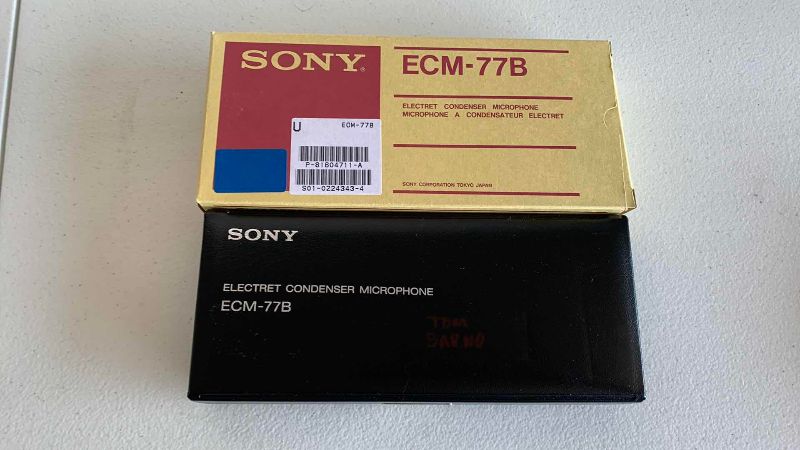 SONY®
ECM-77B
ELECTRET CONDENSER MICROPHONE
MICROPHONE A CONDENSATEUR ELECTRET
SONY CORPORATION TOKYO JAPAN
U ECM-77B
P-81804711-A
S01-0224343-4
SONY
ELECTRET CONDENSER MICROPHONE
ECM-77B
TOM
BARNO